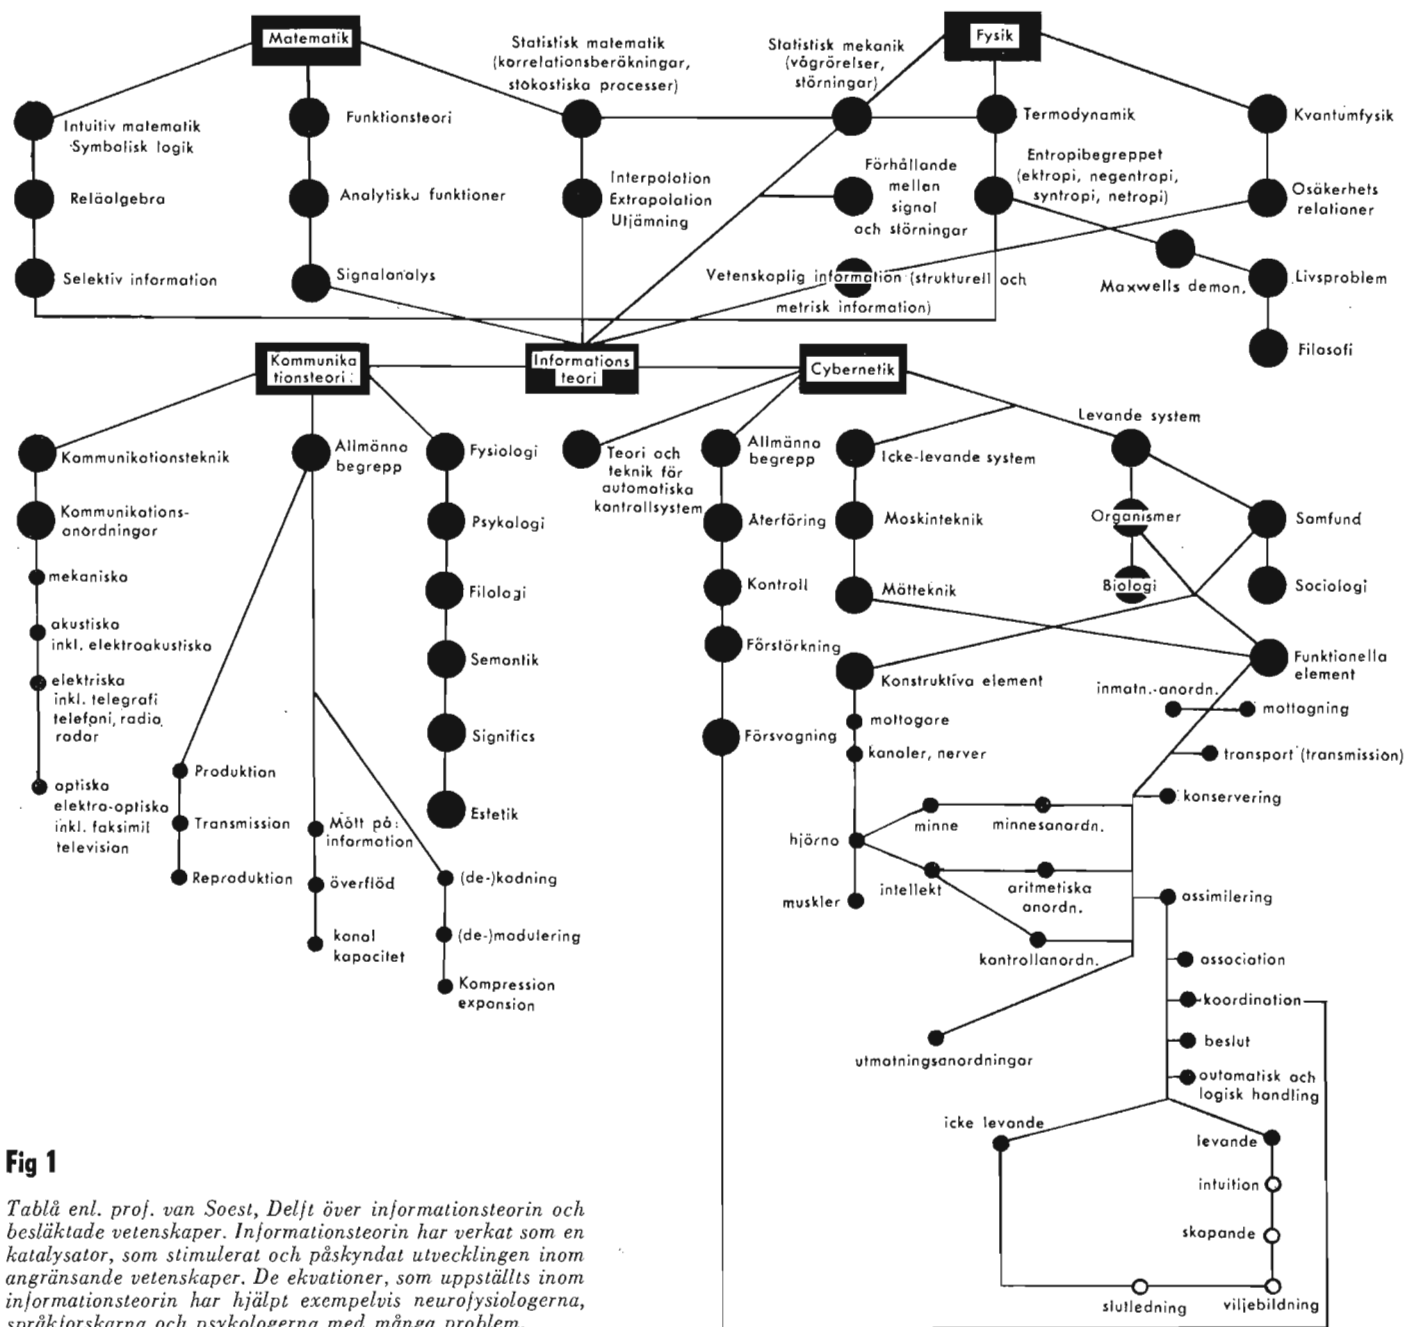 Matematik
Statistisk matematik
(korrelationsberäkningar,
stokastiska processer)
Statistisk mekanik
(vågrörelser,
störningar)
Fysik
Intuitiv matematik
Symbolisk logik
Funktionsteori
Termodynamik
Kvantumfysik
Reläalgebra
Analytiska funktioner
Interpolation
Extrapolation
Utjämning
Förhållande
mellan
signal
och störningar
Entropibegreppet
(ektropi, negentropi,
syntropi, netropi)
Osäkerhets
relationer
Selektiv information
Signalanalys
Vetenskaplig information (strukturell och
metrisk information)
Maxwells demon.
Livsproblem
Filosofi
Kommunika
tionsteori
Informations
teori
Cybernetik
Kommunikationsteknik
Allmänna
begrepp
Fysiologi
Teori och
teknik för
automatiska
kontrollsystem
Allmänna
begrepp
Icke-levande system
Levande system
Kommunikations-
anordningar
Psykologi
Återföring
Maskinteknik
Organismer
Samfund
mekaniska
Filologi
Kontroll
Mätteknik
Biologi
Sociologi
akustiska
inkl. elektroakustiska
Semantik
Förstärkning
Konstruktiva element
Funktionella
element
elektriska
inkl. telegrafi
telefoni, radio,
radar
Significs
Försvagning
mottagare
kanaler, nerver
inmatn.-anordn.
mottagning
transport (transmission)
optiska
elektro-optiska
inkl. faksimil
television
Produktion
Transmission
Reproduktion
Mått på:
information
överflöd
kanal
kapacitet
Estetik
(de-)kodning
(de-)modulering
Kompression
expansion
konservering
hjärna
minne
minnesanordn.
muskler
intellekt
aritmetiska
anordn.
kontrollanordn.
assimilering
association
koordination
beslut
automatisk och
logisk handling
utmatningsanordningar
icke levande
levande
intuition
skapande
slutledning
viljebildning
Fig 1
Tablå enl. prof. van Soest, Delft över informationsteorin och
besläktade vetenskaper. Informationsteorin har verkat som en
katalysator, som stimulerat och påskyndat utvecklingen inom
angränsande vetenskaper. De ekvationer, som uppställts inom
informationsteorin har hjälpt exempelvis neurofysiologerna,
språkforskarna och psykologerna med många problem.